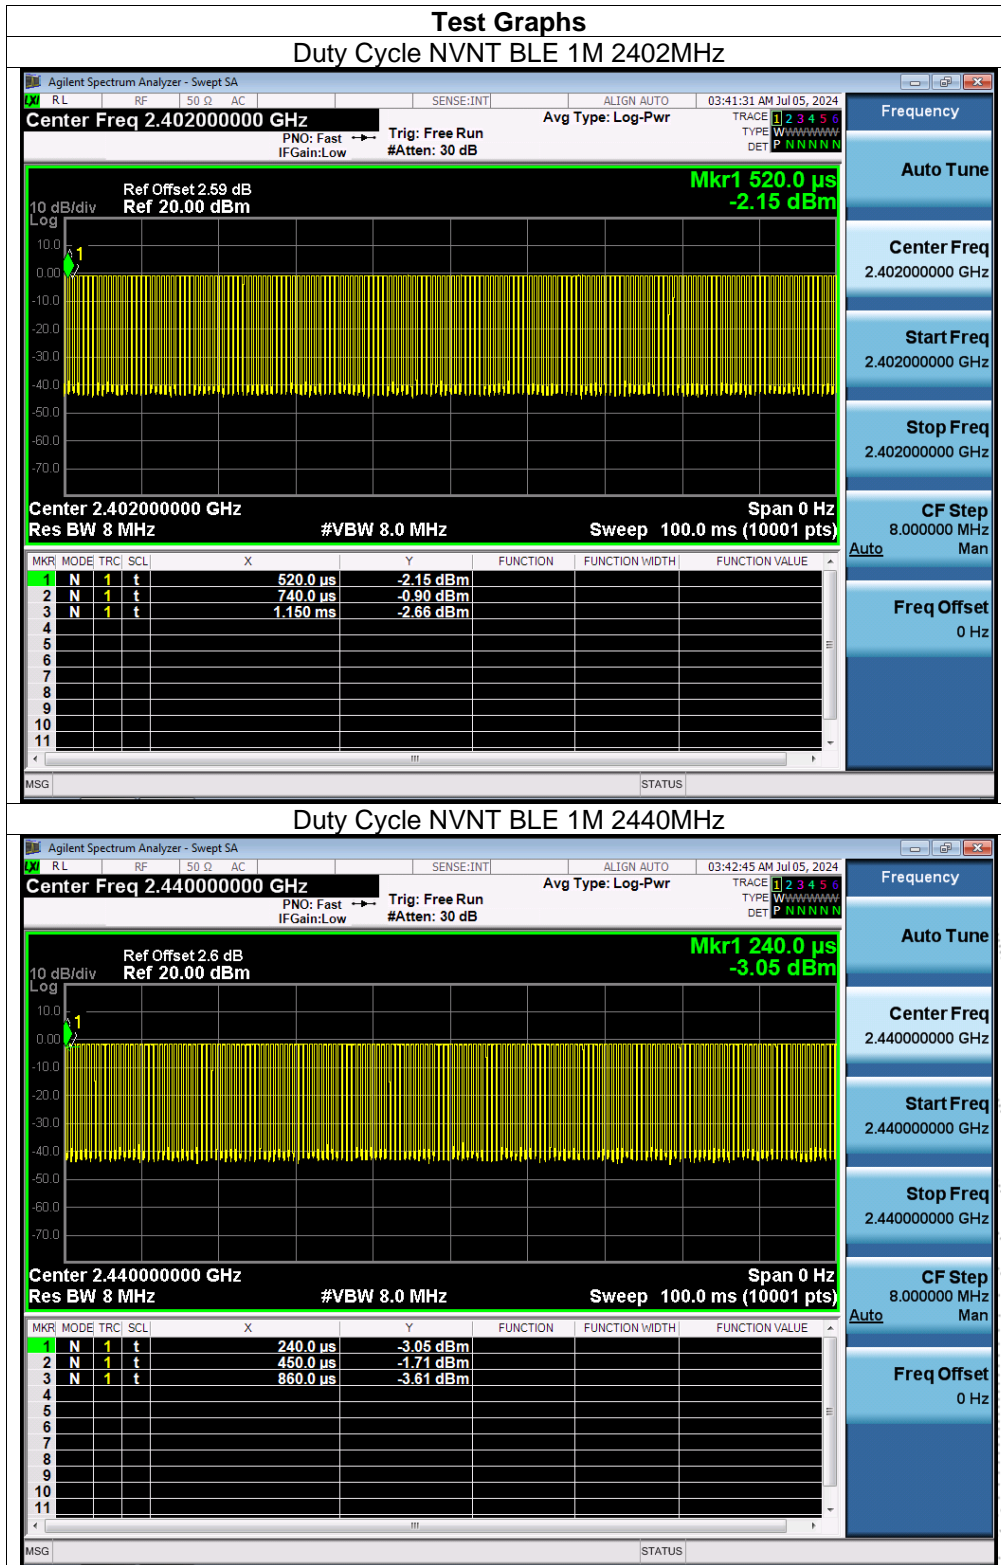 Test Graphs
Duty Cycle NVNT BLE 1M 2402MHz
Agilent Spectrum Analyzer - Swept SA
LXI RL RF 50 Ω AC SENSE:INT ALIGN AUTO 03:41:31 AM Jul 05, 2024
Center Freq 2.402000000 GHz Avg Type: Log-Pwr TRACE 1 2 3 4 5 6
PNO: Fast Trig: Free Run TYPE WWWWWW
IFGain:Low #Atten: 30 dB DET P N N N N N
Frequency
Auto Tune
Mkr1 520.0 µs
Ref Offset 2.59 dB
-2.15 dBm
10 dB/div Ref 20.00 dBm
Log
10.0
1
0.00
-10.0
-20.0
-30.0
-40.0
-50.0
-60.0
-70.0
Center Freq
2.402000000 GHz
Start Freq
2.402000000 GHz
Stop Freq
2.402000000 GHz
Center 2.402000000 GHz Span 0 Hz
Res BW 8 MHz #VBW 8.0 MHz Sweep 100.0 ms (10001 pts)
CF Step
8.000000 MHz
Auto Man
MKR MODE TRC SCL X Y FUNCTION FUNCTION WIDTH FUNCTION VALUE
1 N 1 t 520.0 µs -2.15 dBm
2 N 1 t 740.0 µs -0.90 dBm
3 N 1 t 1.150 ms -2.66 dBm
4
5
6
7
8
9
10
11
Freq Offset
0 Hz
MSG STATUS
Duty Cycle NVNT BLE 1M 2440MHz
Agilent Spectrum Analyzer - Swept SA
LXI RL RF 50 Ω AC SENSE:INT ALIGN AUTO 03:42:45 AM Jul 05, 2024
Center Freq 2.440000000 GHz Avg Type: Log-Pwr TRACE 1 2 3 4 5 6
PNO: Fast Trig: Free Run TYPE WWWWWW
IFGain:Low #Atten: 30 dB DET P N N N N N
Frequency
Auto Tune
Mkr1 240.0 µs
Ref Offset 2.6 dB
-3.05 dBm
10 dB/div Ref 20.00 dBm
Log
10.0
1
0.00
-10.0
-20.0
-30.0
-40.0
-50.0
-60.0
-70.0
Center Freq
2.440000000 GHz
Start Freq
2.440000000 GHz
Stop Freq
2.440000000 GHz
Center 2.440000000 GHz Span 0 Hz
Res BW 8 MHz #VBW 8.0 MHz Sweep 100.0 ms (10001 pts)
CF Step
8.000000 MHz
Auto Man
MKR MODE TRC SCL X Y FUNCTION FUNCTION WIDTH FUNCTION VALUE
1 N 1 t 240.0 µs -3.05 dBm
2 N 1 t 450.0 µs -1.71 dBm
3 N 1 t 860.0 µs -3.61 dBm
4
5
6
7
8
9
10
11
Freq Offset
0 Hz
MSG STATUS